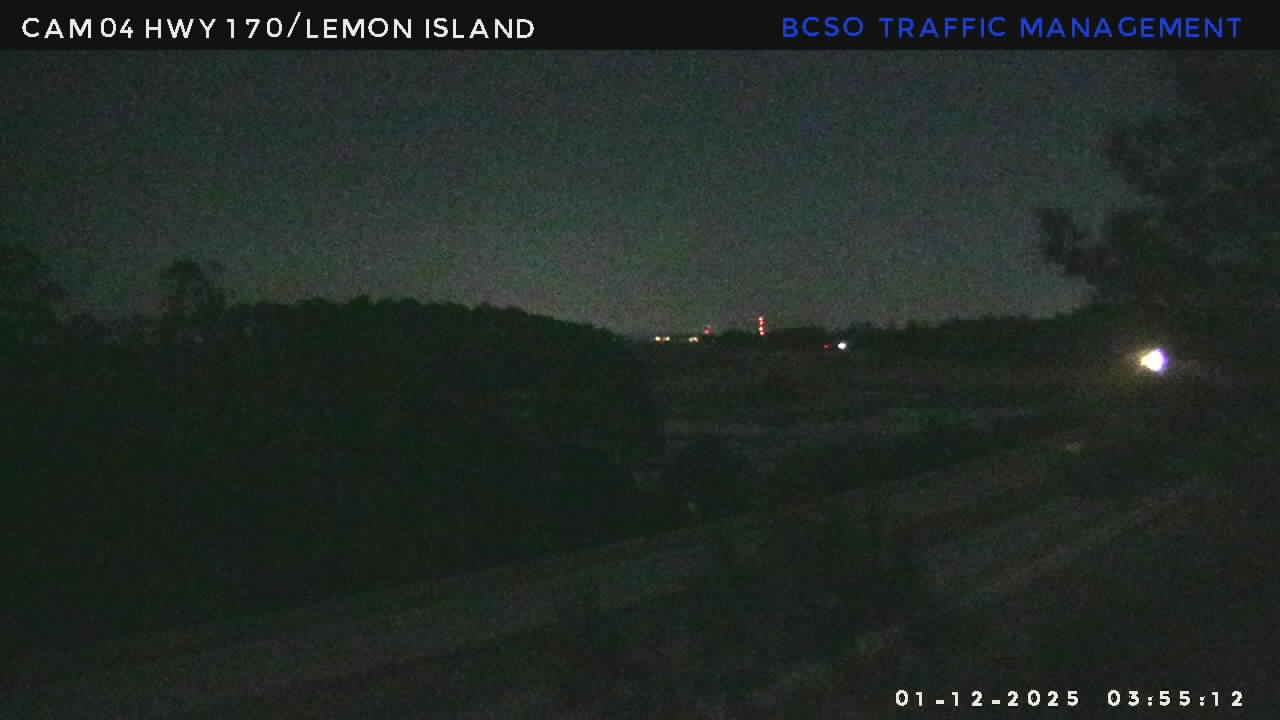 CAM04 HWY 170/LEMON ISLAND
BCSO TRAFFIC MANAGEMENT
01-12-2025 03:55:12